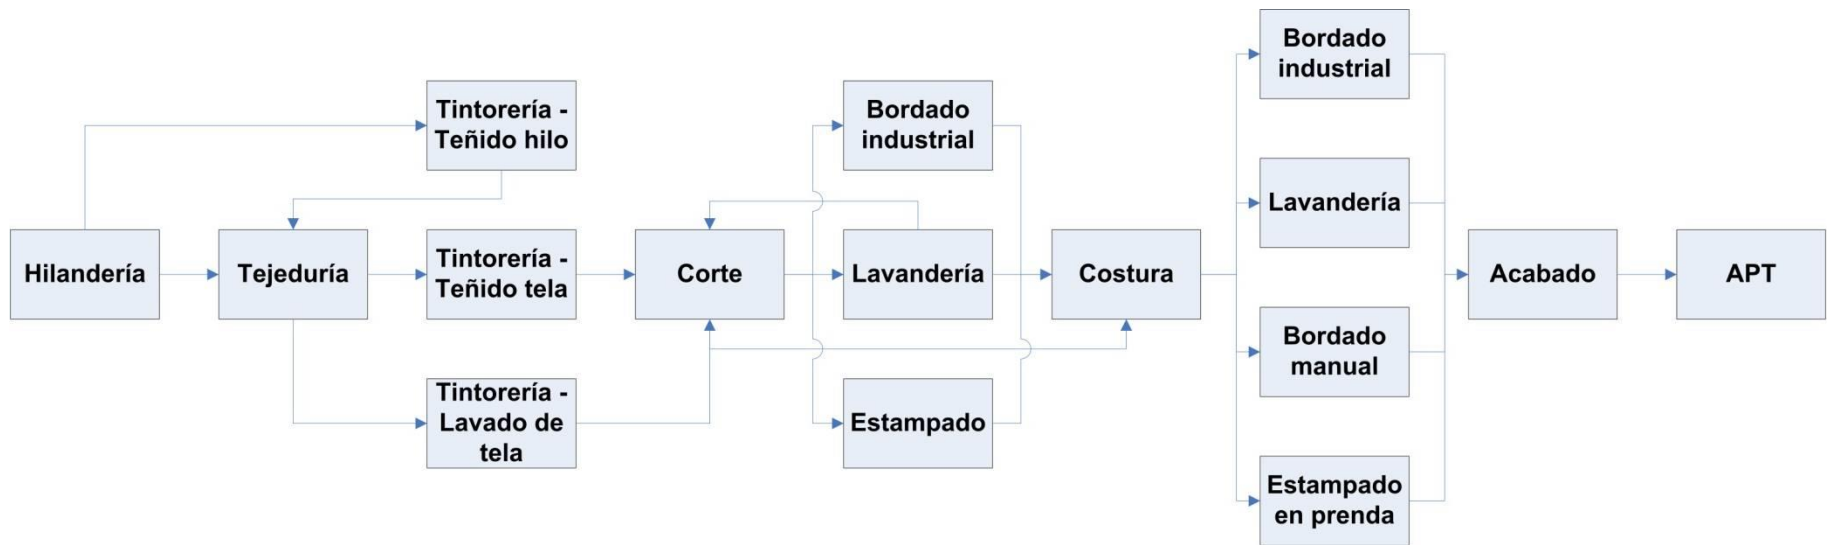 Hilandería
Tejeduría
Tintorería -
Teñido hilo
Tintorería -
Teñido tela
Tintorería -
Lavado de
tela
Corte
Bordado
industrial
Lavandería
Estampado
Costura
Bordado
industrial
Lavandería
Bordado
manual
Estampado
en prenda
Acabado
APT